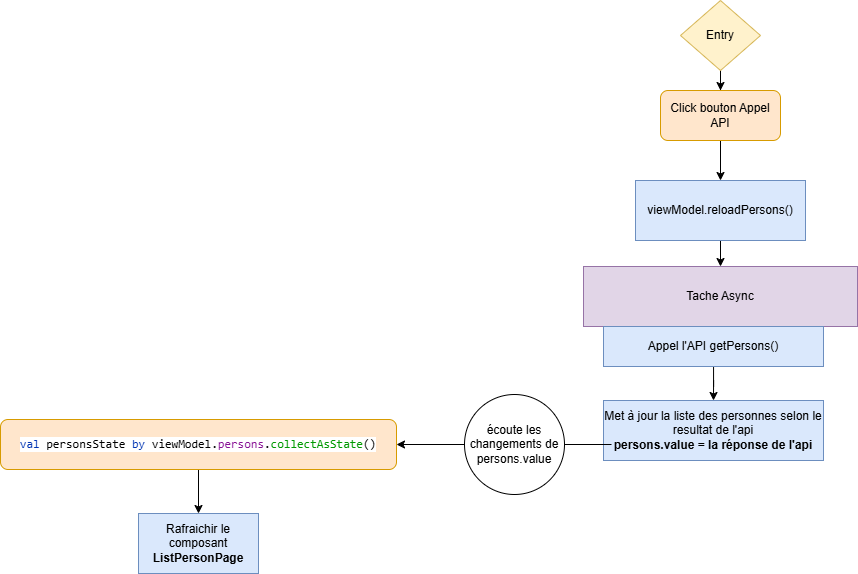 Entry
Click bouton Appel
API
viewModel.reloadPersons()
Tache Async
Appel l'API getPersons()
Met à jour la liste des personnes selon le
resultat de l'api
persons.value = la réponse de l'api
écoute les
changements de
persons.value
val personsState by viewModel.persons.collectAsState()
Rafraichir le
composant
ListPersonPage